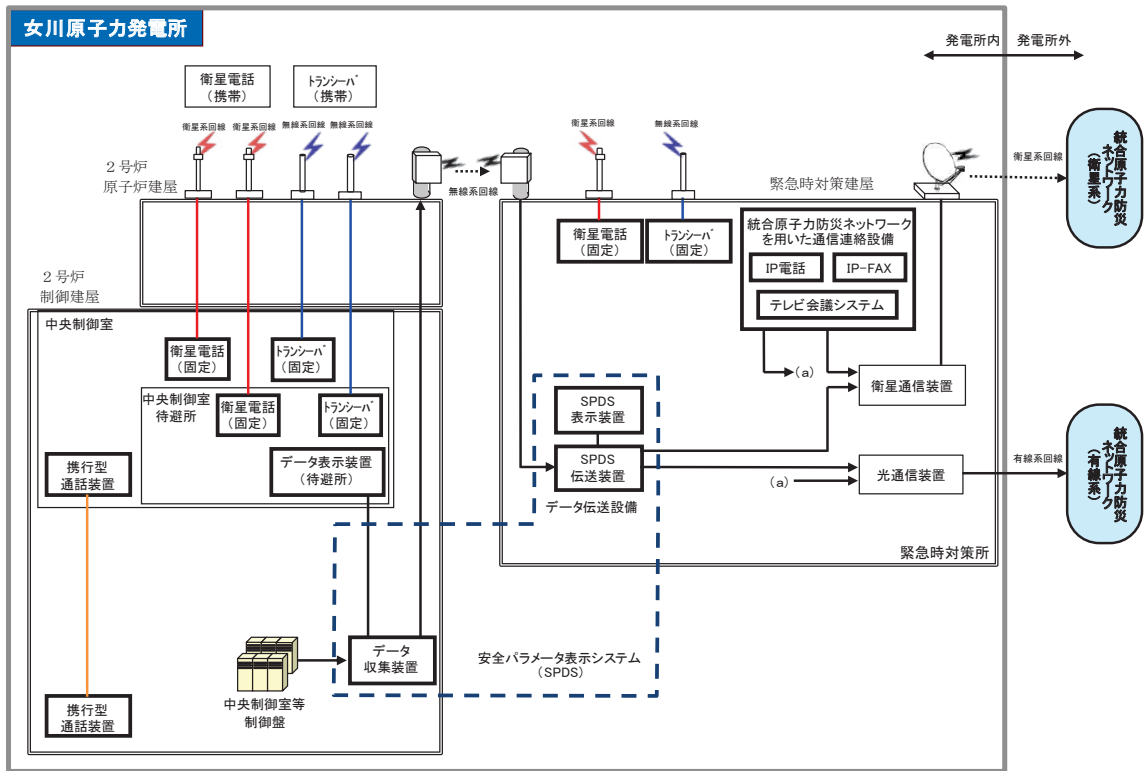 女川原子力発電所
発電所内
発電所外
衛星電話
(携帯)
トランシーバ
(携帯)
衛星系回線
衛星系回線
無線系回線
無線系回線
衛星系回線
無線系回線
2号炉
原子炉建屋
無線系回線
緊急時対策建屋
衛星系回線
統合原子力防災
ネットワーク
(衛星系)
衛星電話
(固定)
トランシーバ
(固定)
統合原子力防災ネットワーク
を用いた通信連絡設備
IP電話
IP-FAX
テレビ会議システム
2号炉
制御建屋
中央制御室
衛星電話
(固定)
トランシーバ
(固定)
(a)
衛星通信装置
中央制御室
待避所
衛星電話
(固定)
トランシーバ
(固定)
SPDS
表示装置
携行型
通話装置
データ表示装置
(待避所)
SPDS
伝送装置
(a)
光通信装置
有線系回線
統合原子力防災
ネットワーク
(有線系)
データ伝送設備
緊急時対策所
データ
収集装置
安全パラメータ表示システム
(SPDS)
中央制御室等
制御盤
携行型
通話装置